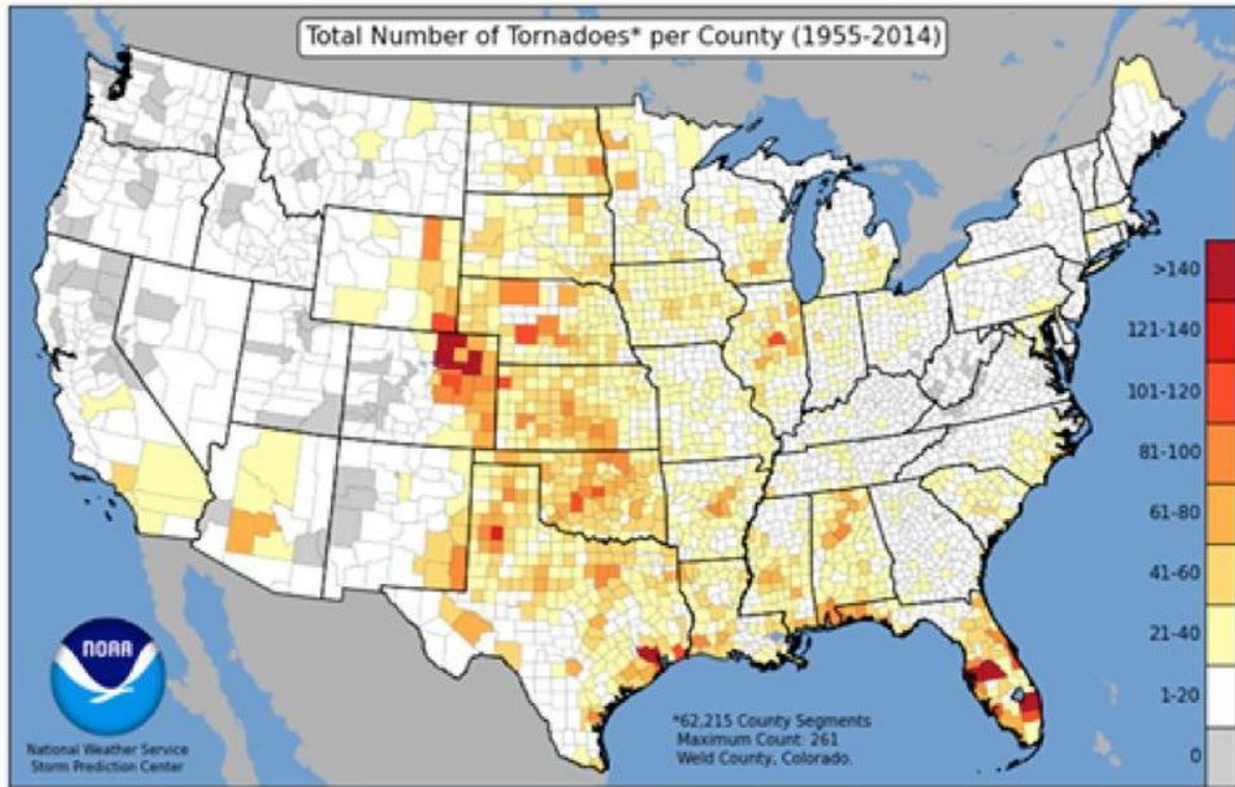 Total Number of Tornadoes* per County (1955-2014)
>140
121-140
101-120
81-100
61-80
41-60
21-40
1-20
0
NOAA
National Weather Service
Storm Prediction Center
*62,215 County Segments
Maximum Count: 261
Weld County, Colorado.